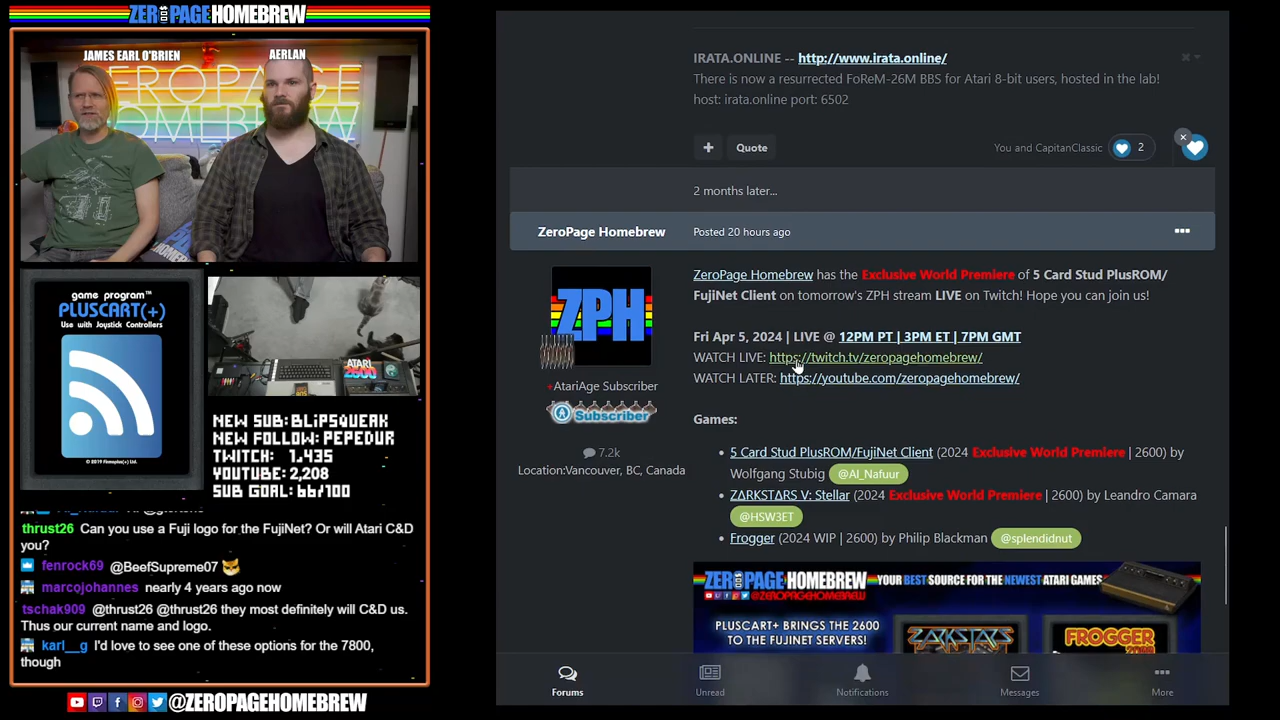 ZEROPAGE HOMEBREW
JAMES EARL O'BRIEN
AERLAN
ZEROPAGE
HOMEBREW
game program™
PLUSCART(+)
Use with Joystick Controllers
© 2019 Firmaplus(+) Ltd.
ATARI
2600
NEW SUB: BLIPSQUEAK
NEW FOLLOW: PEPEDUR
TWITCH: 1,435
YOUTUBE: 2,208
SUB GOAL: 66/100
thrust26 Can you use a Fuji logo for the FujiNet? Or will Atari C&D
you?
fenrock69 @BeefSupreme07
marcojohannes nearly 4 years ago now
tschak909 @thrust26 @thrust26 they most definitely will C&D us.
Thus our current name and logo.
karl__g I'd love to see one of these options for the 7800,
though
@ZEROPAGEHOMEBREW
IRATA.ONLINE -- http://www.irata.online/
There is now a resurrected FoReM-26M BBS for Atari 8-bit users, hosted in the lab!
host: irata.online port: 6502
+ Quote
You and CapitanClassic 2
2 months later...
ZeroPage Homebrew Posted 20 hours ago
ZPH
+AtariAge Subscriber
Subscriber
7.2k
Location:Vancouver, BC, Canada
ZeroPage Homebrew has the Exclusive World Premiere of 5 Card Stud PlusROM/
FujiNet Client on tomorrow's ZPH stream LIVE on Twitch! Hope you can join us!
Fri Apr 5, 2024 | LIVE @ 12PM PT | 3PM ET | 7PM GMT
WATCH LIVE: https://twitch.tv/zeropagehomebrew/
WATCH LATER: https://youtube.com/zeropagehomebrew/
Games:
5 Card Stud PlusROM/FujiNet Client (2024 Exclusive World Premiere | 2600) by
Wolfgang Stubig @Al_Nafuur
ZΔRKSTΔRS V: Stellar (2024 Exclusive World Premiere | 2600) by Leandro Camara
@HSW3ET
Frogger (2024 WIP | 2600) by Philip Blackman @splendidnut
ZEROPAGE HOMEBREW YOUR BEST SOURCE FOR THE NEWEST ATARI GAMES
@ZEROPAGEHOMEBREW
PLUSCART+ BRINGS THE 2600
TO THE FUJINET SERVERS!
ZARKSTARS
FROGGER
Forums
Unread
Notifications
Messages
More